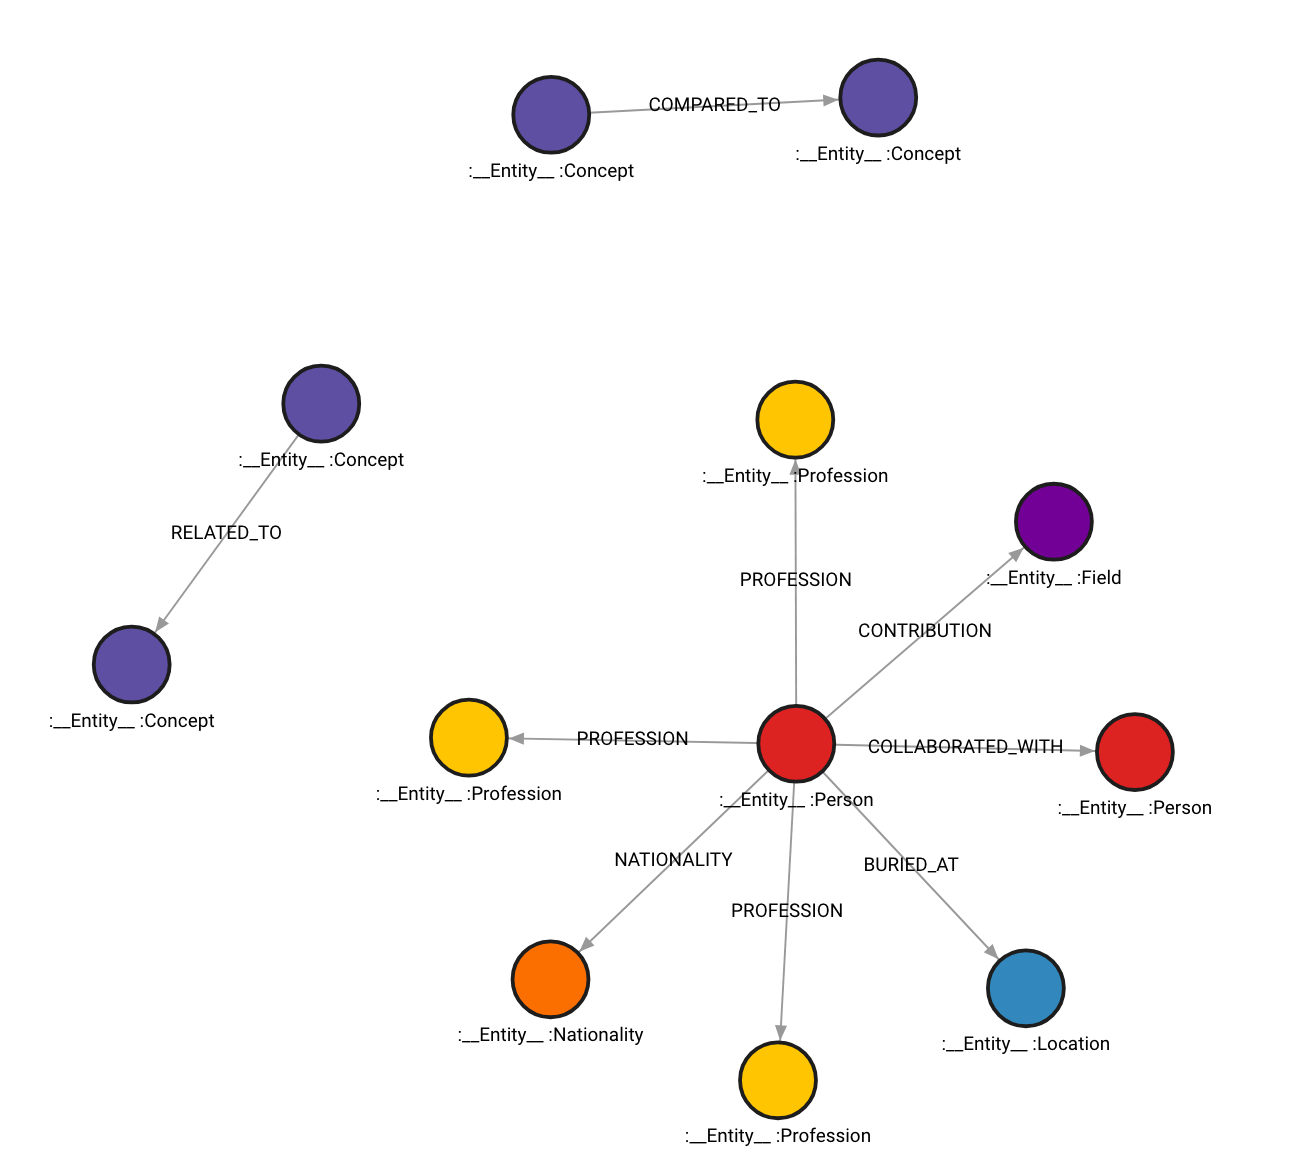 COMPARED_TO
:__Entity__ :Concept
:__Entity__ :Concept
:__Entity__ :Concept
RELATED_TO
:__Entity__ :Concept
:__Entity__ :Profession
:__Entity__ :Field
PROFESSION
CONTRIBUTION
PROFESSION
COLLABORATED_WITH
:__Entity__ :Profession
:__Entity__ :Person
:__Entity__ :Person
NATIONALITY
BURIED_AT
PROFESSION
:__Entity__ :Nationality
:__Entity__ :Location
:__Entity__ :Profession